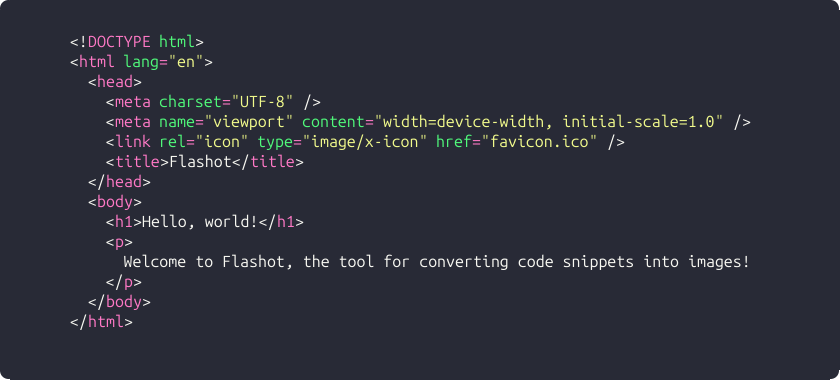 <!DOCTYPE html>
<html lang="en">
  <head>
    <meta charset="UTF-8" />
    <meta name="viewport" content="width=device-width, initial-scale=1.0" />
    <link rel="icon" type="image/x-icon" href="favicon.ico" />
    <title>Flashot</title>
  </head>
  <body>
    <h1>Hello, world!</h1>
    <p>
      Welcome to Flashot, the tool for converting code snippets into images!
    </p>
  </body>
</html>